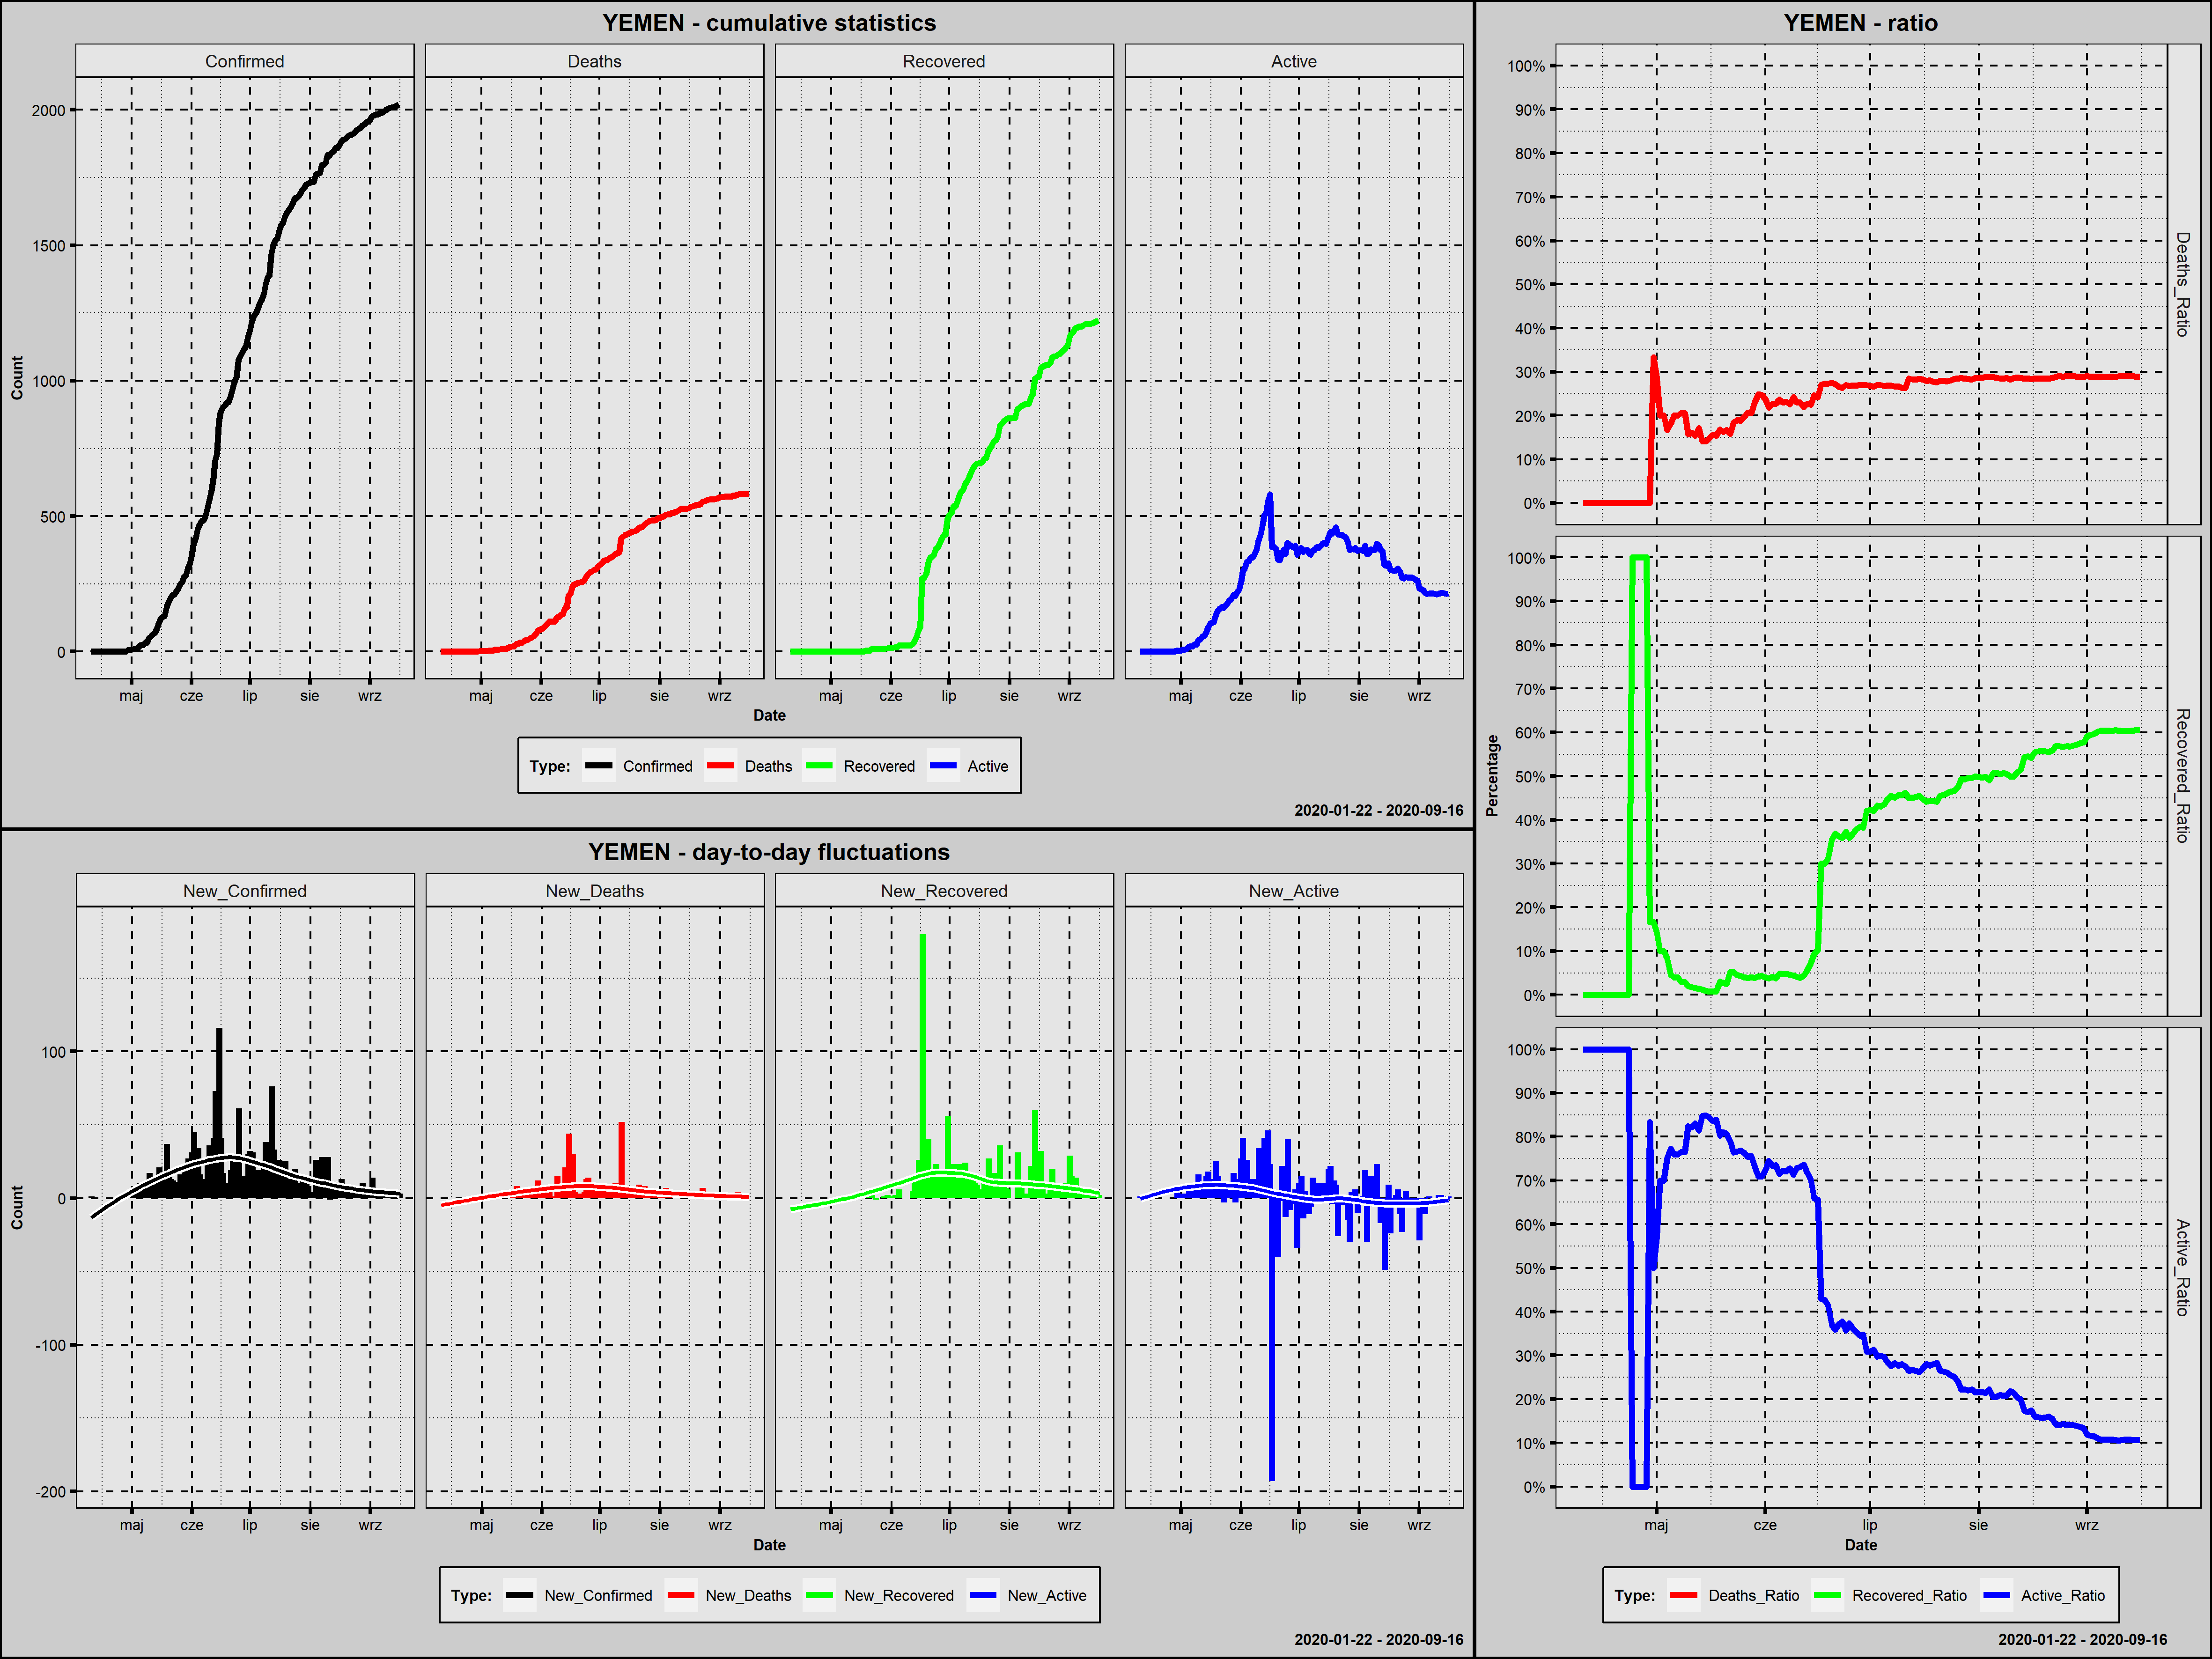 YEMEN - cumulative statistics
Confirmed Deaths Recovered Active
Count
2000
1500
1000
500
0
maj cze lip sie wrz maj cze lip sie wrz maj cze lip sie wrz maj cze lip sie wrz
Date
Type: Confirmed Deaths Recovered Active
2020-01-22 - 2020-09-16
YEMEN - day-to-day fluctuations
New_Confirmed New_Deaths New_Recovered New_Active
Count
100
0
-100
-200
maj cze lip sie wrz maj cze lip sie wrz maj cze lip sie wrz maj cze lip sie wrz
Date
Type: New_Confirmed New_Deaths New_Recovered New_Active
2020-01-22 - 2020-09-16
YEMEN - ratio
Percentage
100%
90%
80%
70%
60%
50%
40%
30%
20%
10%
0%
Deaths_Ratio
100%
90%
80%
70%
60%
50%
40%
30%
20%
10%
0%
Recovered_Ratio
100%
90%
80%
70%
60%
50%
40%
30%
20%
10%
0%
Active_Ratio
maj cze lip sie wrz
Date
Type: Deaths_Ratio Recovered_Ratio Active_Ratio
2020-01-22 - 2020-09-16